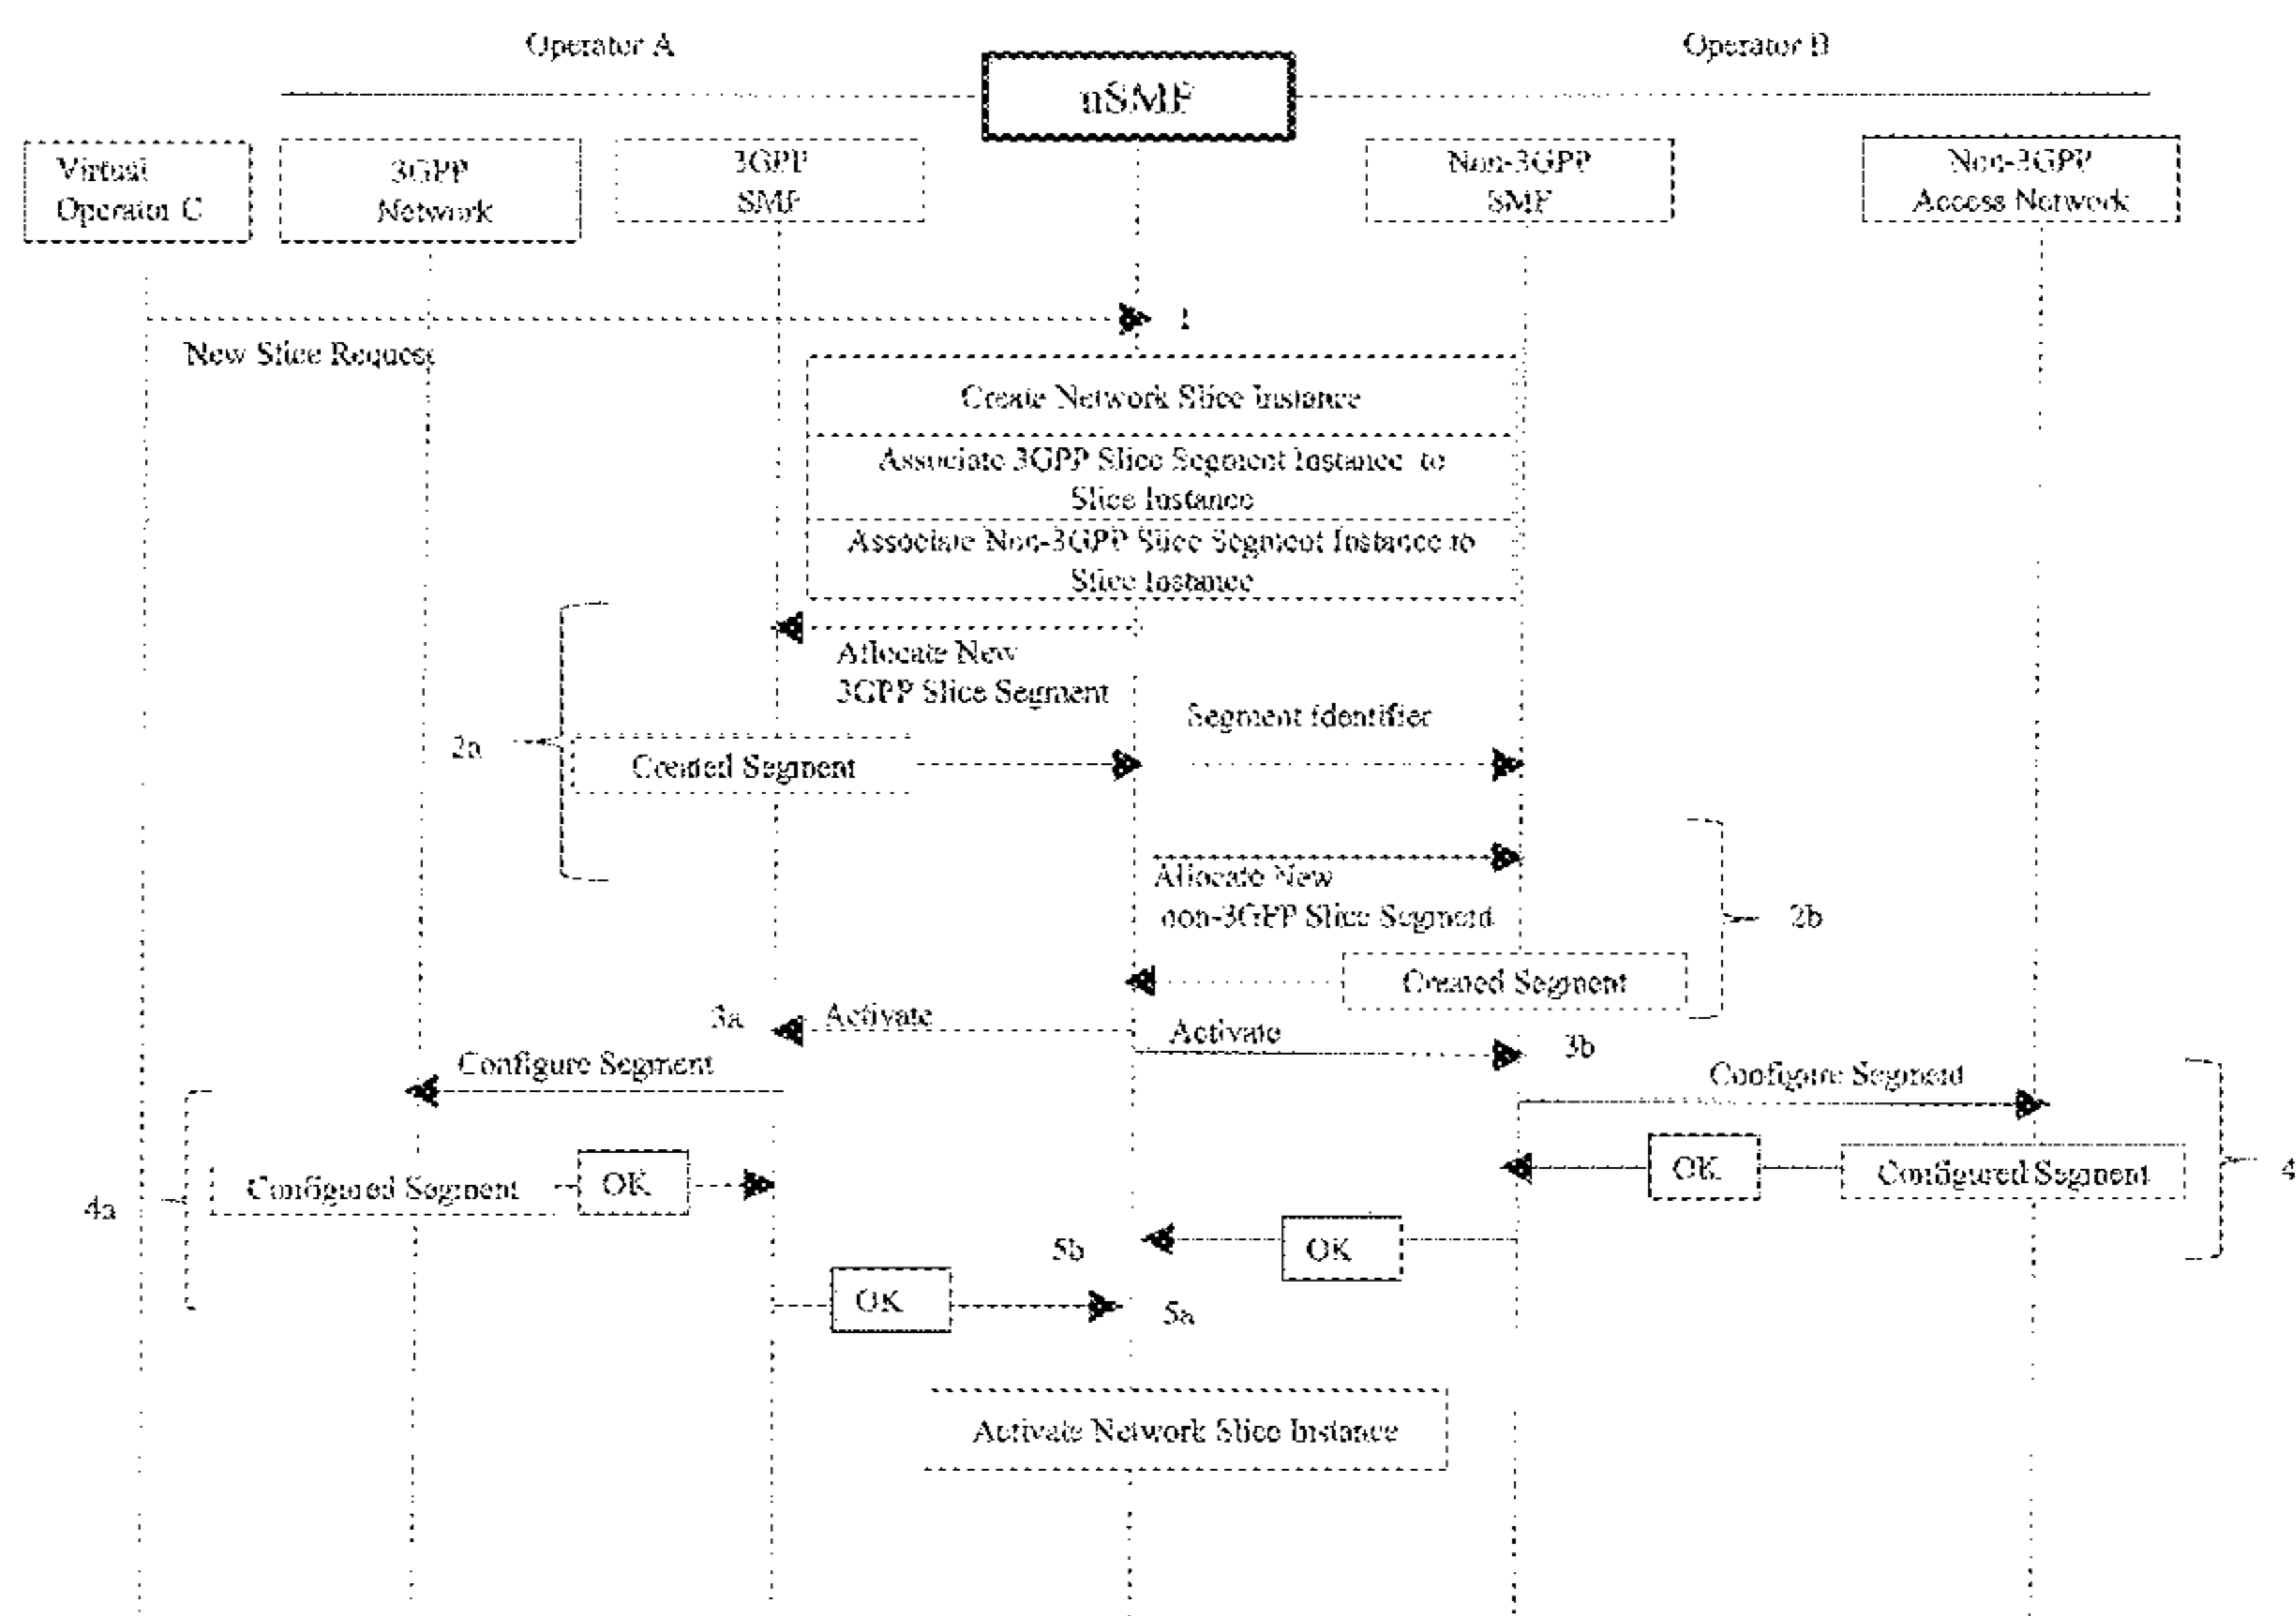 Operator A
Operator B
nSMF
Virtual
Operator C
3GPP
Network
3GPP
SMF
Non-3GPP
SMF
Non-3GPP
Access Network
1
New Slice Request
Create Network Slice Instance
Associate 3GPP Slice Segment Instance to
Slice Instance
Associate Non-3GPP Slice Segment Instance to
Slice Instance
Allocate New
3GPP Slice Segment
Segment Identifier
2a
Created Segment
Allocate New
non-3GPP Slice Segment
2b
Created Segment
3a
Activate
Activate
3b
Configure Segment
Configure Segment
4a
Configured Segment
OK
OK
Configured Segment
4
5b
OK
OK
5a
Activate Network Slice Instance